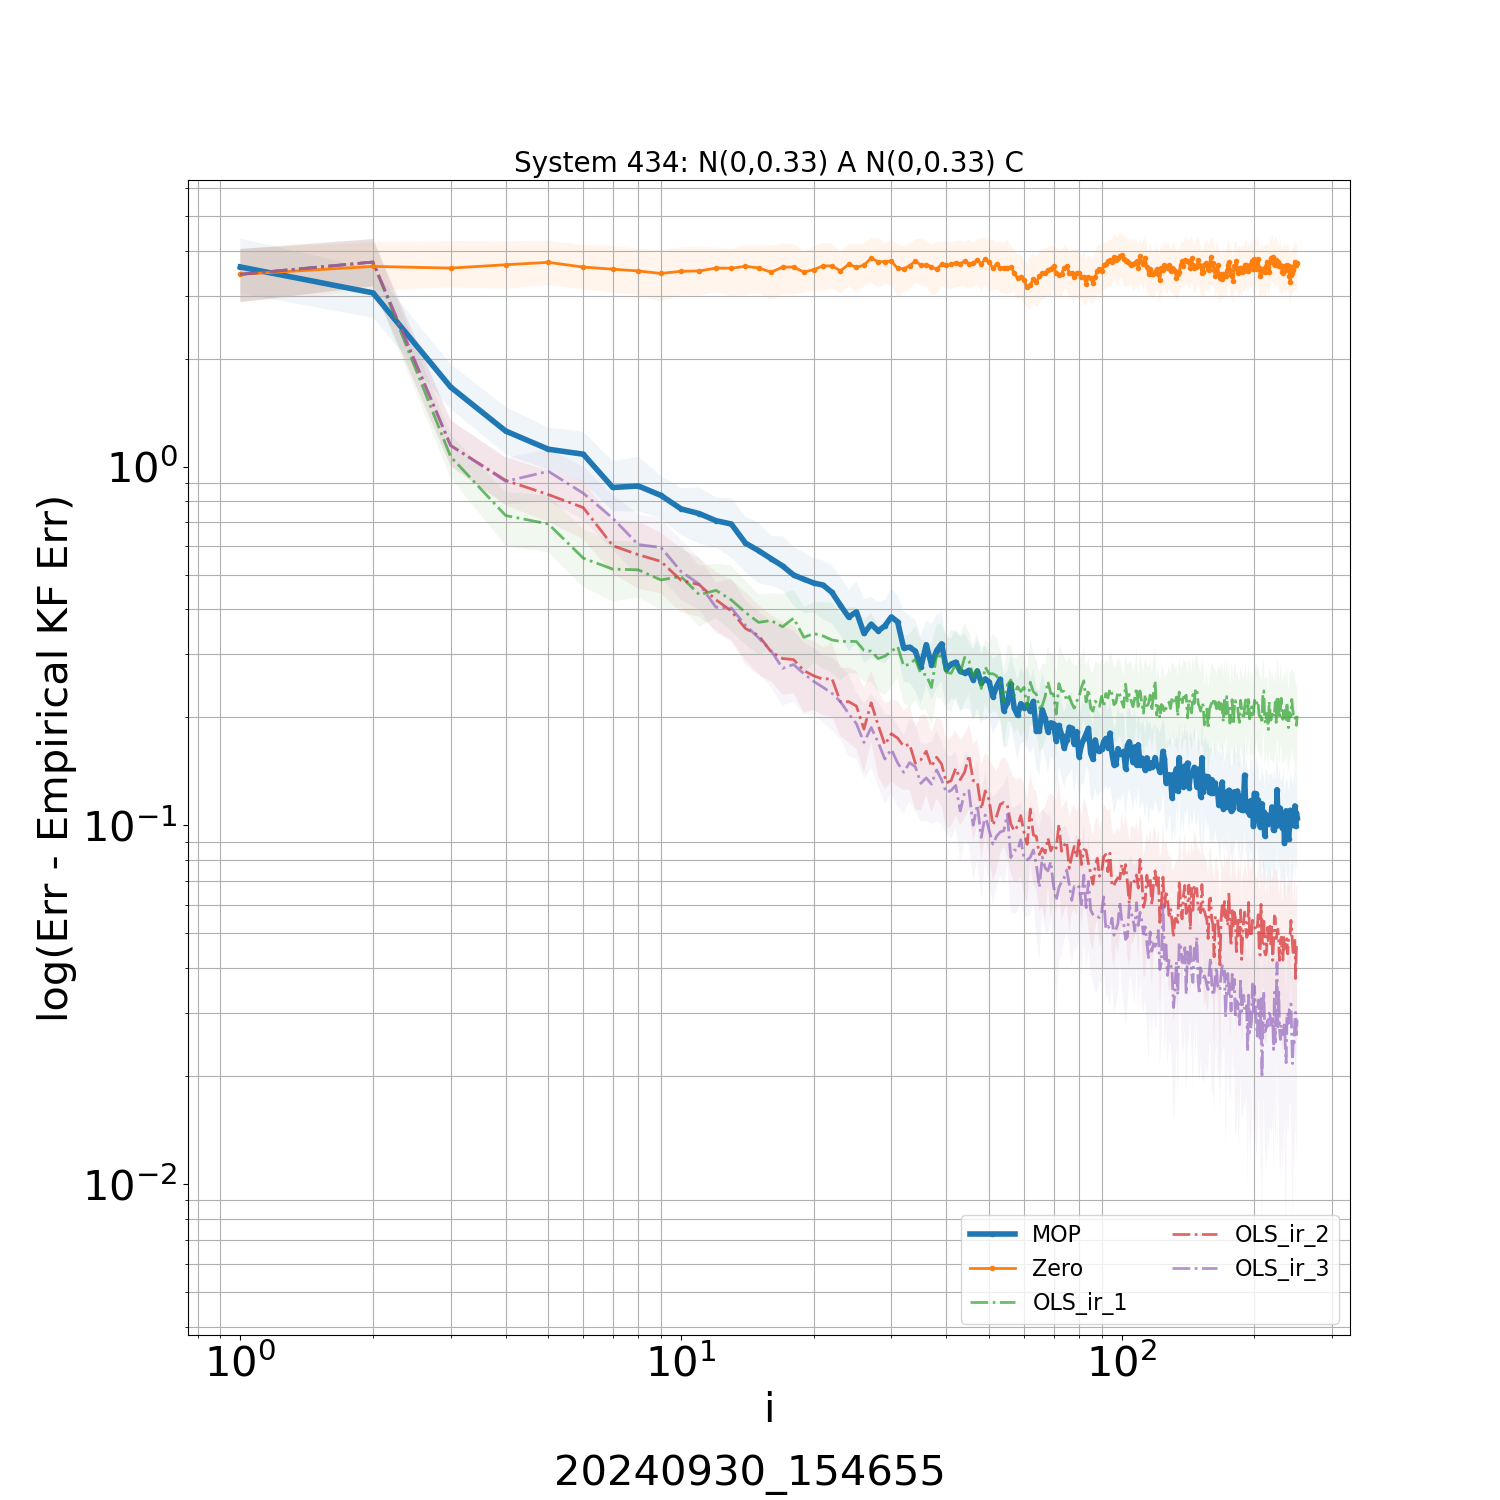 System 434: N(0,0.33) A N(0,0.33) C
log(Err - Empirical KF Err)
10⁰
10⁻¹
10⁻²
MOP
Zero
OLS_ir_1
OLS_ir_2
OLS_ir_3
10⁰ 10¹ 10²
i
20240930_154655